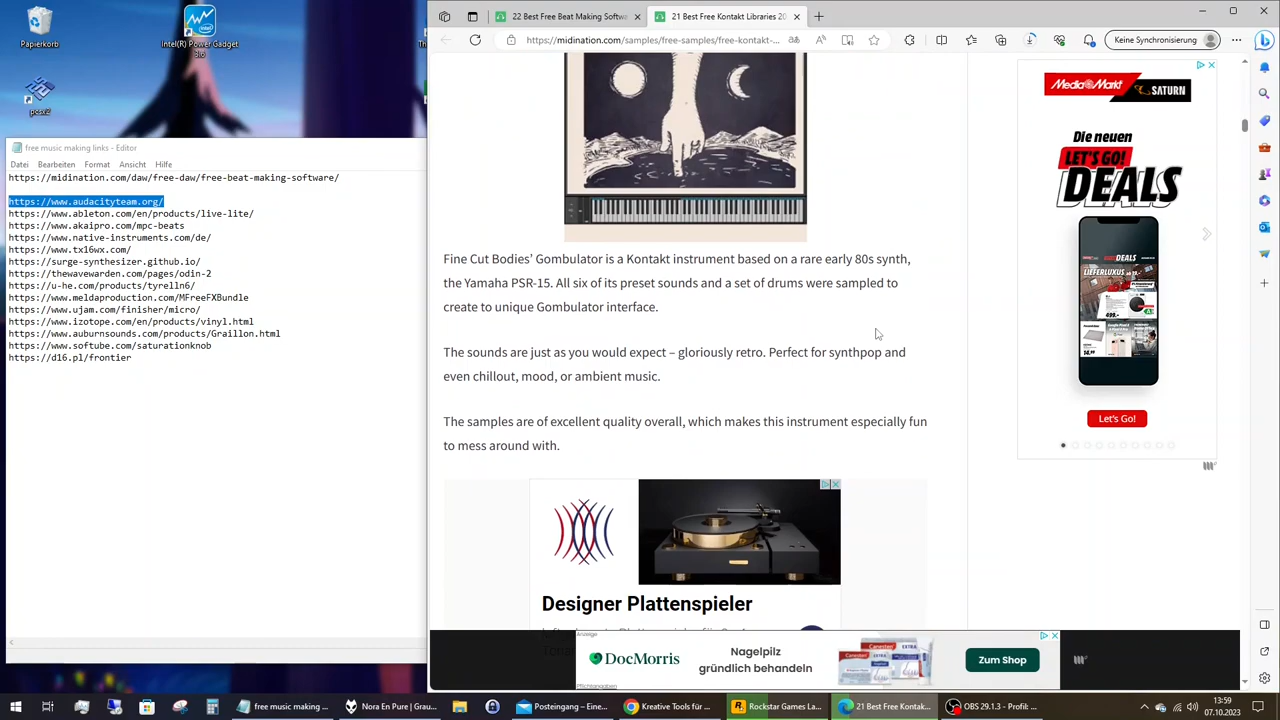 Papierkorb
Intel(R) Power Gadget
3.6
pcsx2
22 Best Free Beat Making Softwa
21 Best Free Kontakt Libraries 20
https://midination.com/samples/free-samples/free-kontakt-...
Keine Synchronisierung
free music making links - Editor
Datei Bearbeiten Format Ansicht Hilfe
https://midination.com/daw/free-daw/free-beat-making-software/
https://www.audacityteam.org/
https://www.ableton.com/en/products/live-lite/
https://www.akaipro.com/mpc-beats
https://www.native-instruments.com/de/
https://www.tx16wx.com/
https://surge-synthesizer.github.io/
https://thewavewarden.com/pages/odin-2
https://u-he.com/products/tyrelln6/
https://www.meldaproduction.com/MFreeFXBundle
https://www.ujam.com/finisher/micro/
https://www.izotope.com/en/products/vinyl.html
https://www.auburnsounds.com/products/Graillon.html
https://www.softube.com/saturationknob
https://d16.pl/frontier
Fine Cut Bodies’ Gombulator is a Kontakt instrument based on a rare early 80s synth,
the Yamaha PSR-15. All six of its preset sounds and a set of drums were sampled to
create to unique Gombulator interface.
The sounds are just as you would expect – gloriously retro. Perfect for synthpop and
even chillout, mood, or ambient music.
The samples are of excellent quality overall, which makes this instrument especially fun
to mess around with.
Designer Plattenspieler
Media Markt SATURN
Die neuen
LET'S GO!
DEALS
DEALS
LIEFERLUXUS
Let's Go!
Anzeige
DocMorris
Nagelpilz
gründlich behandeln
Canesten EXTRA
Zum Shop
Pflichtangaben
free music making ...
Nora En Pure | Grau...
Posteingang – Eine...
Kreative Tools für ...
Rockstar Games La...
21 Best Free Kontak...
OBS 29.1.3 - Profil: ...
13:59
07.10.2023